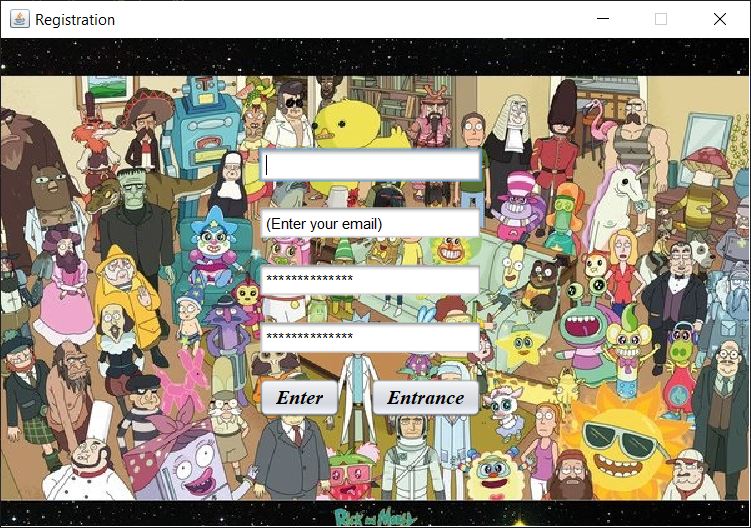 Registration
(Enter your email)
**************
**************
Enter Entrance
Rick and Morty